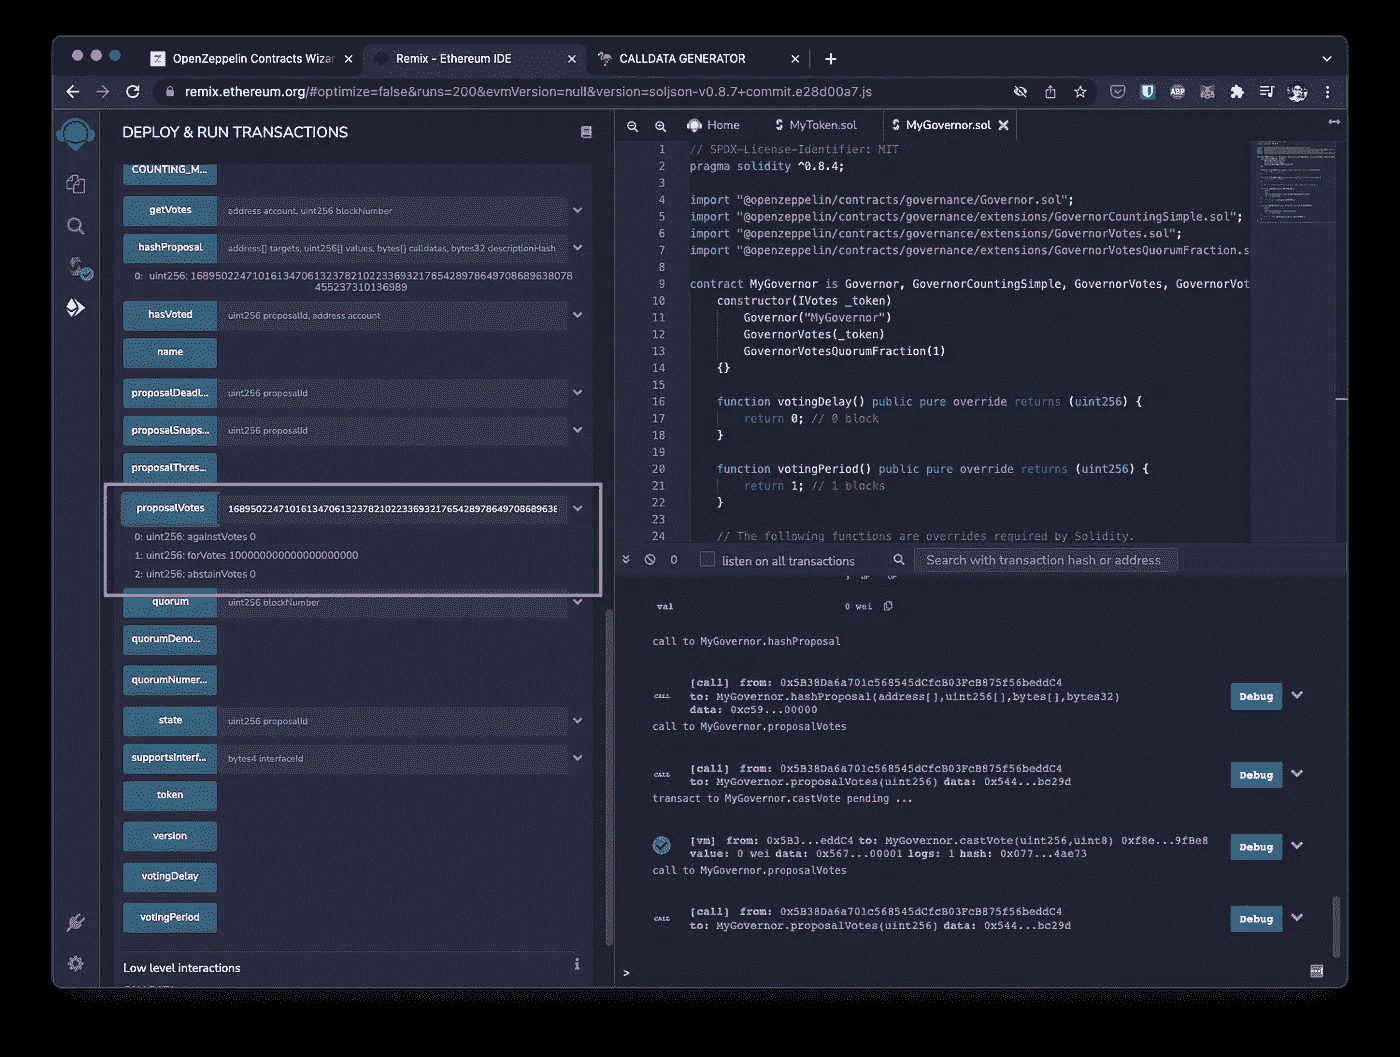 OpenZeppelin Contracts Wizar
Remix - Ethereum IDE
CALLDATA GENERATOR
remix.ethereum.org/#optimize=false&runs=200&evmVersion=null&version=soljson-v0.8.7+commit.e28d00a7.js
ABP
DEPLOY & RUN TRANSACTIONS
COUNTING_M...
getVotes address account, uint256 blockNumber
hashProposal address[] targets, uint256[] values, bytes[] calldatas, bytes32 descriptionHash
0: uint256: 16895022471016134706132378210223369321765428978649708689638078
455237310136989
hasVoted uint256 proposalId, address account
name
proposalDeadl... uint256 proposalId
proposalSnaps... uint256 proposalId
proposalThres...
proposalVotes 16895022471016134706132378210223369321765428978649708689638
0: uint256: againstVotes 0
1: uint256: forVotes 100000000000000000000
2: uint256: abstainVotes 0
quorum uint256 blockNumber
quorumDeno...
quorumNumer...
state uint256 proposalId
supportsInterf... bytes4 interfaceId
token
version
votingDelay
votingPeriod
Low level interactions
Home
MyToken.sol
MyGovernor.sol
1 // SPDX-License-Identifier: MIT
2 pragma solidity ^0.8.4;
3
4 import "@openzeppelin/contracts/governance/Governor.sol";
5 import "@openzeppelin/contracts/governance/extensions/GovernorCountingSimple.sol";
6 import "@openzeppelin/contracts/governance/extensions/GovernorVotes.sol";
7 import "@openzeppelin/contracts/governance/extensions/GovernorVotesQuorumFraction.s
8
9 contract MyGovernor is Governor, GovernorCountingSimple, GovernorVotes, GovernorVot
10 constructor(IVotes _token)
11 Governor("MyGovernor")
12 GovernorVotes(_token)
13 GovernorVotesQuorumFraction(1)
14 {}
15
16 function votingDelay() public pure override returns (uint256) {
17 return 0; // 0 block
18 }
19
20 function votingPeriod() public pure override returns (uint256) {
21 return 1; // 1 blocks
22 }
23
24 // The following functions are overrides required by Solidity.
0
listen on all transactions
Search with transaction hash or address
val 0 wei
call to MyGovernor.hashProposal
CALL [call] from: 0x5B38Da6a701c568545dCfcB03FcB875f56beddC4
to: MyGovernor.hashProposal(address[],uint256[],bytes[],bytes32)
data: 0xc59...00000
Debug
call to MyGovernor.proposalVotes
CALL [call] from: 0x5B38Da6a701c568545dCfcB03FcB875f56beddC4
to: MyGovernor.proposalVotes(uint256) data: 0x544...bc29d
Debug
transact to MyGovernor.castVote pending ...
[vm] from: 0x5B3...eddC4 to: MyGovernor.castVote(uint256,uint8) 0xf8e...9fBe8
value: 0 wei data: 0x567...00001 logs: 1 hash: 0x077...4ae73
Debug
call to MyGovernor.proposalVotes
CALL [call] from: 0x5B38Da6a701c568545dCfcB03FcB875f56beddC4
to: MyGovernor.proposalVotes(uint256) data: 0x544...bc29d
Debug
>